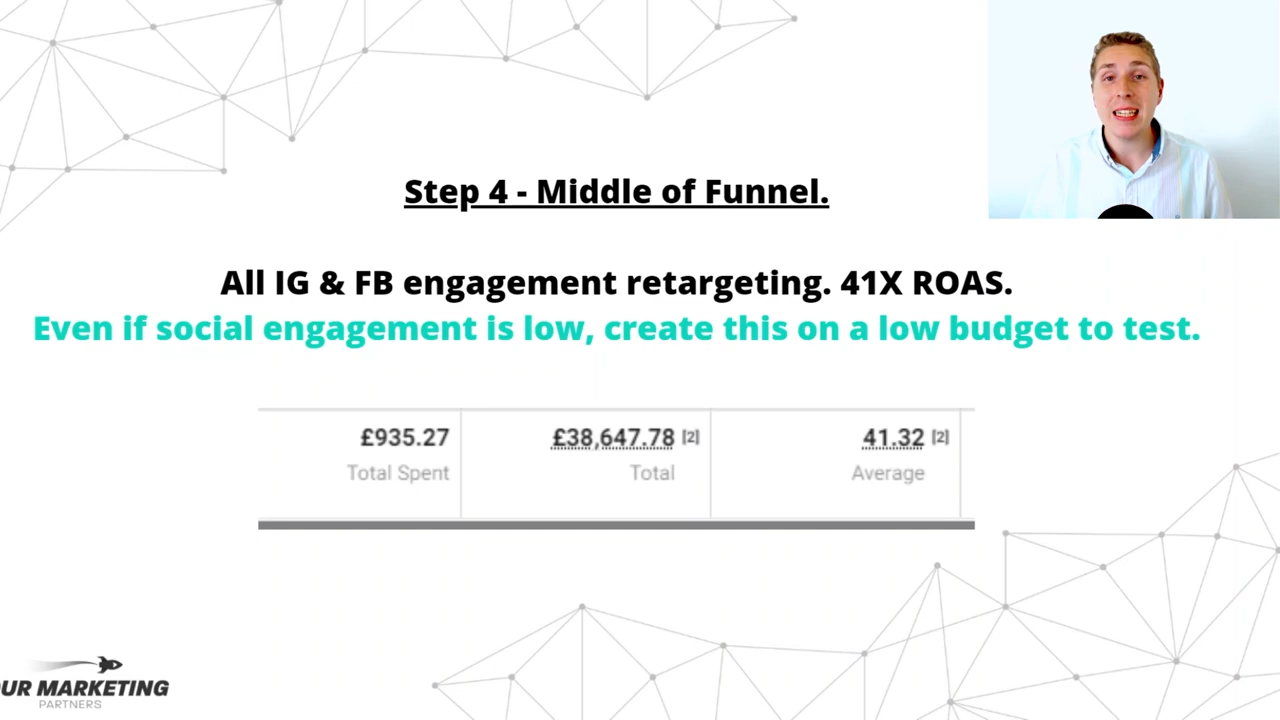 Step 4 - Middle of Funnel.
All IG & FB engagement retargeting. 41X ROAS.
Even if social engagement is low, create this on a low budget to test.
£935.27 £38,647.78 [2] 41.32 [2]
Total Spent Total Average
OUR MARKETING
PARTNERS